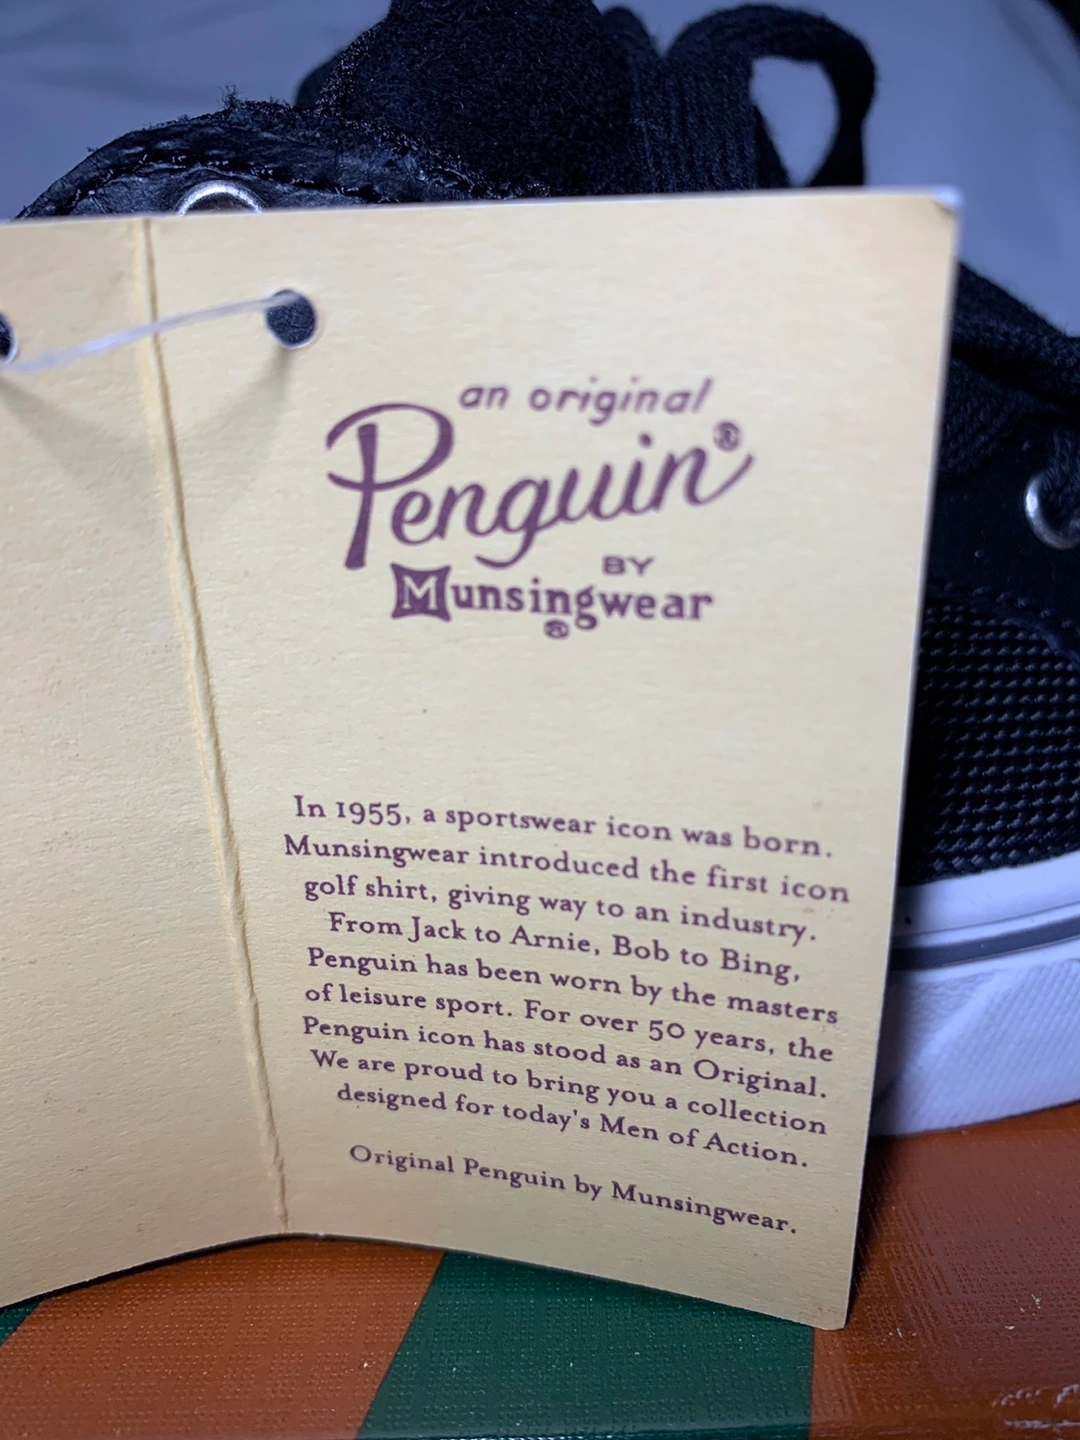 an original
Penguin®
BY
Munsingwear
®
In 1955, a sportswear icon was born.
Munsingwear introduced the first icon
golf shirt, giving way to an industry.
From Jack to Arnie, Bob to Bing,
Penguin has been worn by the masters
of leisure sport. For over 50 years, the
Penguin icon has stood as an Original.
We are proud to bring you a collection
designed for today's Men of Action.
Original Penguin by Munsingwear.